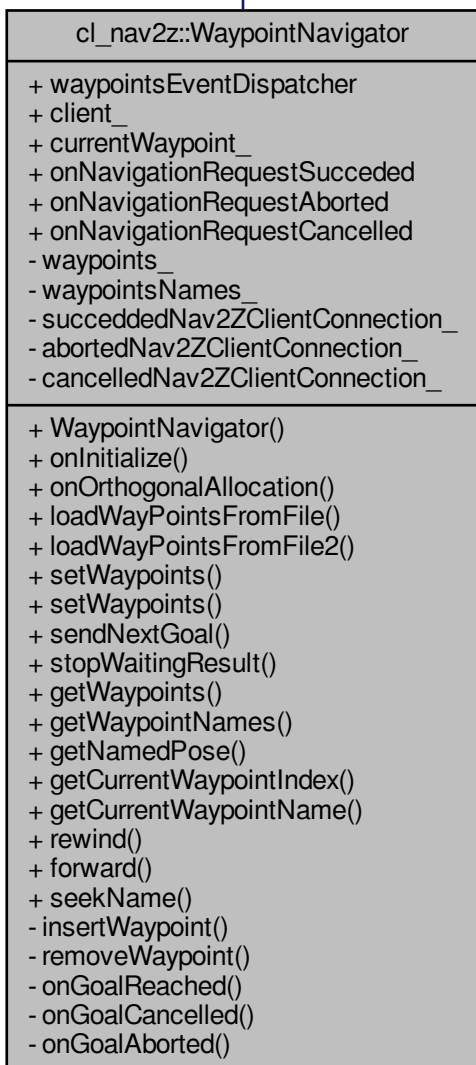 cl_nav2z::WaypointNavigator
+ waypointsEventDispatcher
+ client_
+ currentWaypoint_
+ onNavigationRequestSucceded
+ onNavigationRequestAborted
+ onNavigationRequestCancelled
- waypoints_
- waypointsNames_
- succeddedNav2ZClientConnection_
- abortedNav2ZClientConnection_
- cancelledNav2ZClientConnection_
+ WaypointNavigator()
+ onInitialize()
+ onOrthogonalAllocation()
+ loadWayPointsFromFile()
+ loadWayPointsFromFile2()
+ setWaypoints()
+ setWaypoints()
+ sendNextGoal()
+ stopWaitingResult()
+ getWaypoints()
+ getWaypointNames()
+ getNamedPose()
+ getCurrentWaypointIndex()
+ getCurrentWaypointName()
+ rewind()
+ forward()
+ seekName()
- insertWaypoint()
- removeWaypoint()
- onGoalReached()
- onGoalCancelled()
- onGoalAborted()